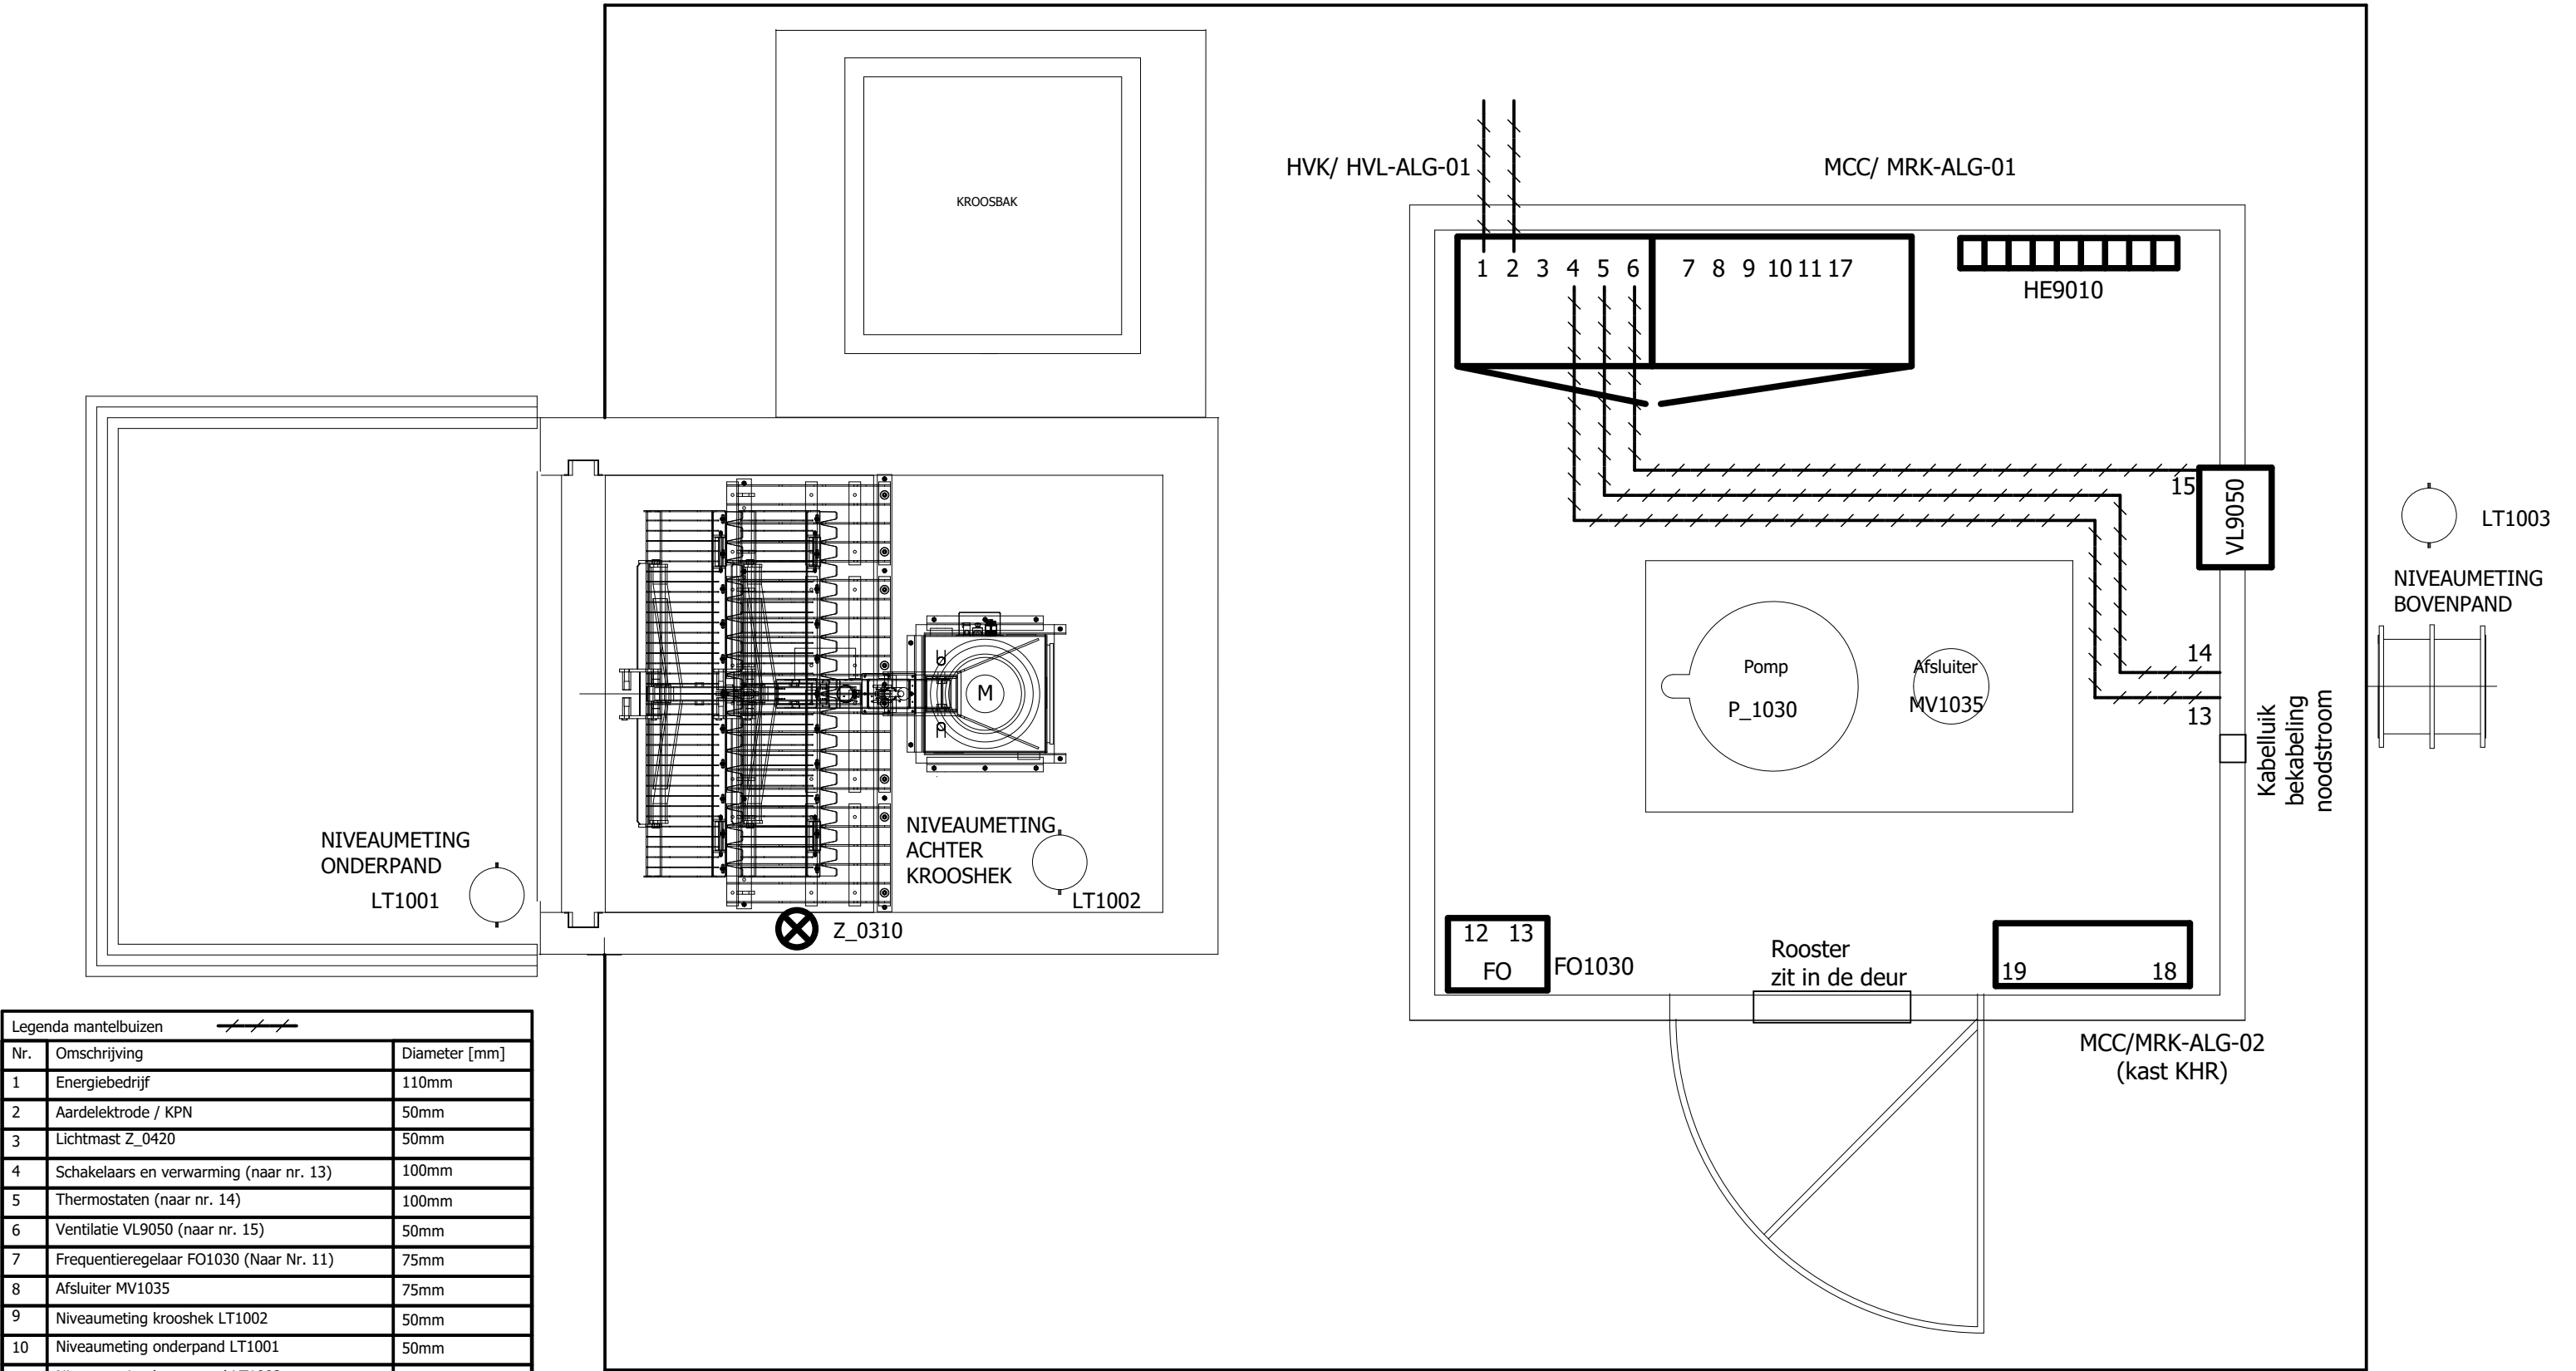 KROOSBAK
HVK/ HVL-ALG-01
MCC/ MRK-ALG-01
1 2 3 4 5 6 7 8 9 10 11 17
HE9010
15
VL9050
LT1003
NIVEAUMETING
BOVENPAND
14
13
Kabelluik
bekabeling
noodstroom
Pomp
P_1030
Afsluiter
MV1035
M
NIVEAUMETING
ONDERPAND
LT1001
NIVEAUMETING
ACHTER
KROOSHEK
LT1002
Z_0310
12 13
FO
FO1030
Rooster
zit in de deur
19 18
MCC/MRK-ALG-02
(kast KHR)
Legenda mantelbuizen
Nr. Omschrijving Diameter [mm]
1 Energiebedrijf 110mm
2 Aardelektrode / KPN 50mm
3 Lichtmast Z_0420 50mm
4 Schakelaars en verwarming (naar nr. 13) 100mm
5 Thermostaten (naar nr. 14) 100mm
6 Ventilatie VL9050 (naar nr. 15) 50mm
7 Frequentieregelaar FO1030 (Naar Nr. 11) 75mm
8 Afsluiter MV1035 75mm
9 Niveaumeting krooshek LT1002 50mm
10 Niveaumeting onderpand LT1001 50mm